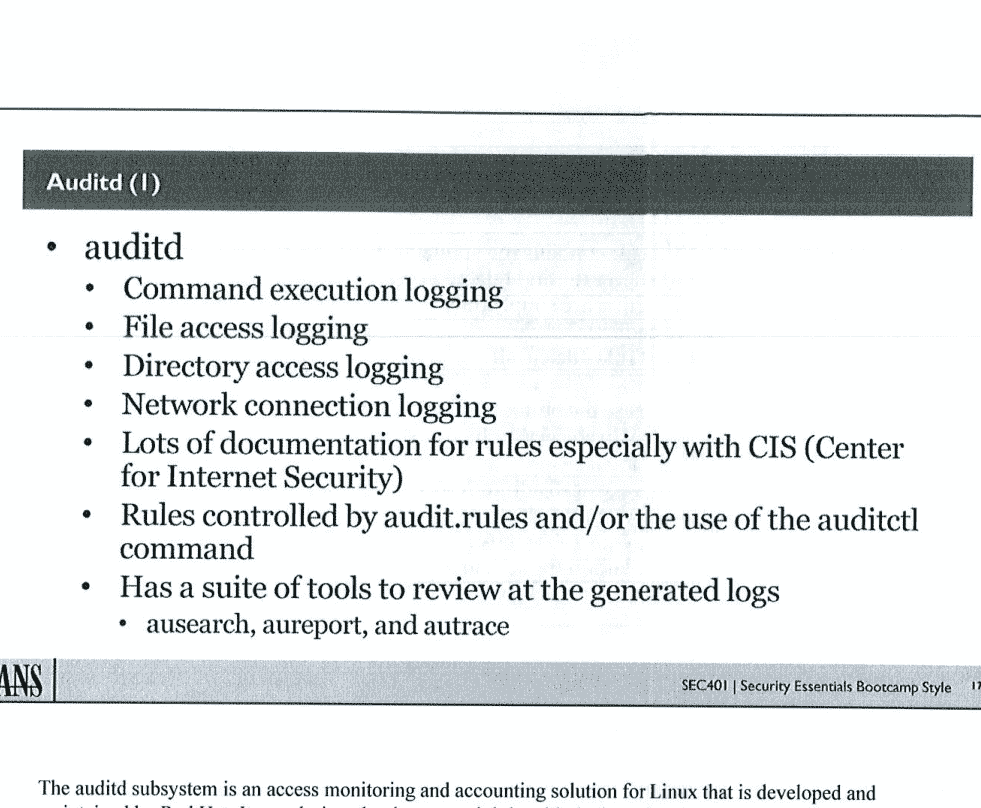 Auditd (1)
• auditd
• Command execution logging
• File access logging
• Directory access logging
• Network connection logging
• Lots of documentation for rules especially with CIS (Center
for Internet Security)
• Rules controlled by audit.rules and/or the use of the auditctl
command
• Has a suite of tools to review at the generated logs
• ausearch, aureport, and autrace
ANS
SEC401 | Security Essentials Bootcamp Style 17
The auditd subsystem is an access monitoring and accounting solution for Linux that is developed and